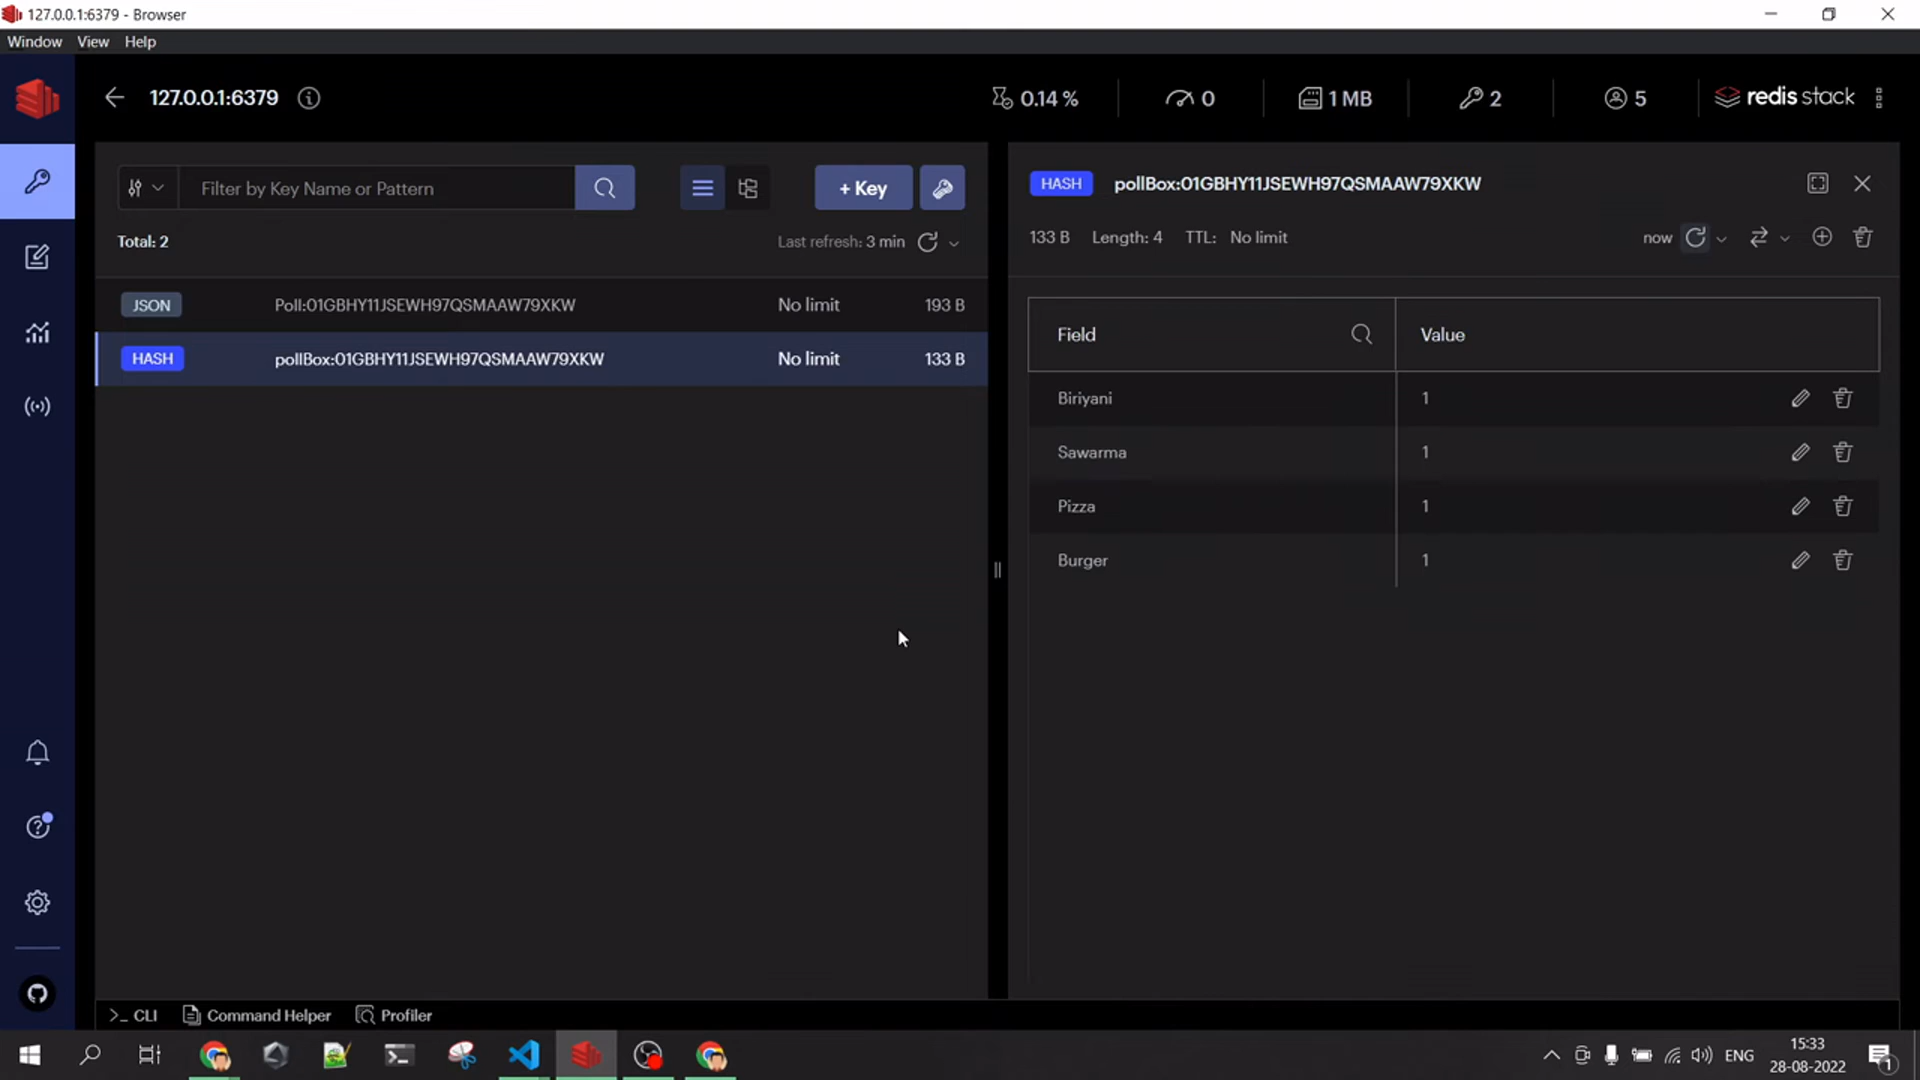 127.0.0.1:6379 - Browser
Window View Help
127.0.0.1:6379 0.14 % 0 1 MB 2 5 redis stack
Filter by Key Name or Pattern + Key
Total: 2 Last refresh: 3 min
JSON Poll:01GBHY11JSEWH97QSMAAW79XKW No limit 193 B
HASH pollBox:01GBHY11JSEWH97QSMAAW79XKW No limit 133 B
HASH pollBox:01GBHY11JSEWH97QSMAAW79XKW
133 B Length: 4 TTL: No limit now
Field Value
Biriyani 1
Sawarma 1
Pizza 1
Burger 1
>_ CLI Command Helper Profiler
ENG 15:33
28-08-2022 1